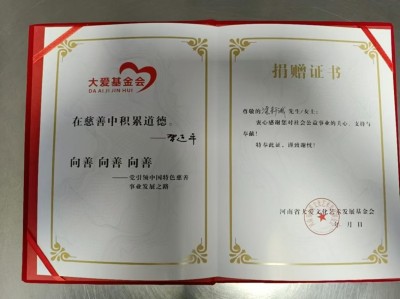 大爱基金会
DA AI JI JIN HUI
在慈善中积累道德。
向善 向善 向善
——党引领中国特色慈善
事业发展之路
捐赠证书
尊敬的 先生/女士:
衷心感谢您对社会公益事业的关心、支持与
奉献!
特奉此证,谨致谢忱!
河南省大爱文化艺术发展基金会
年 月 日